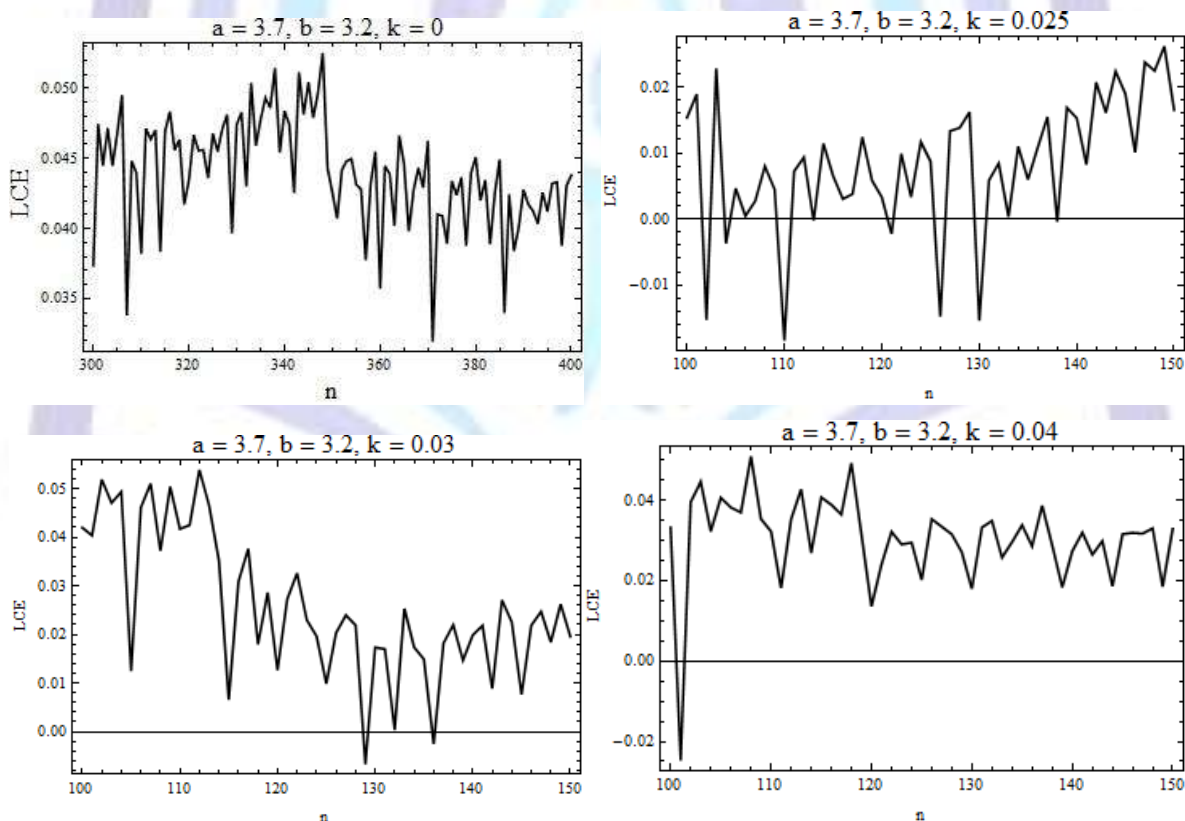 a = 3.7, b = 3.2, k = 0
0.050
0.045
0.040
0.035
LCE
300 320 340 360 380 400
n
a = 3.7, b = 3.2, k = 0.025
0.02
0.01
0.00
−0.01
LCE
100 110 120 130 140 150
n
a = 3.7, b = 3.2, k = 0.03
0.05
0.04
0.03
0.02
0.01
0.00
LCE
100 110 120 130 140 150
n
a = 3.7, b = 3.2, k = 0.04
0.04
0.02
0.00
−0.02
LCE
100 110 120 130 140 150
n